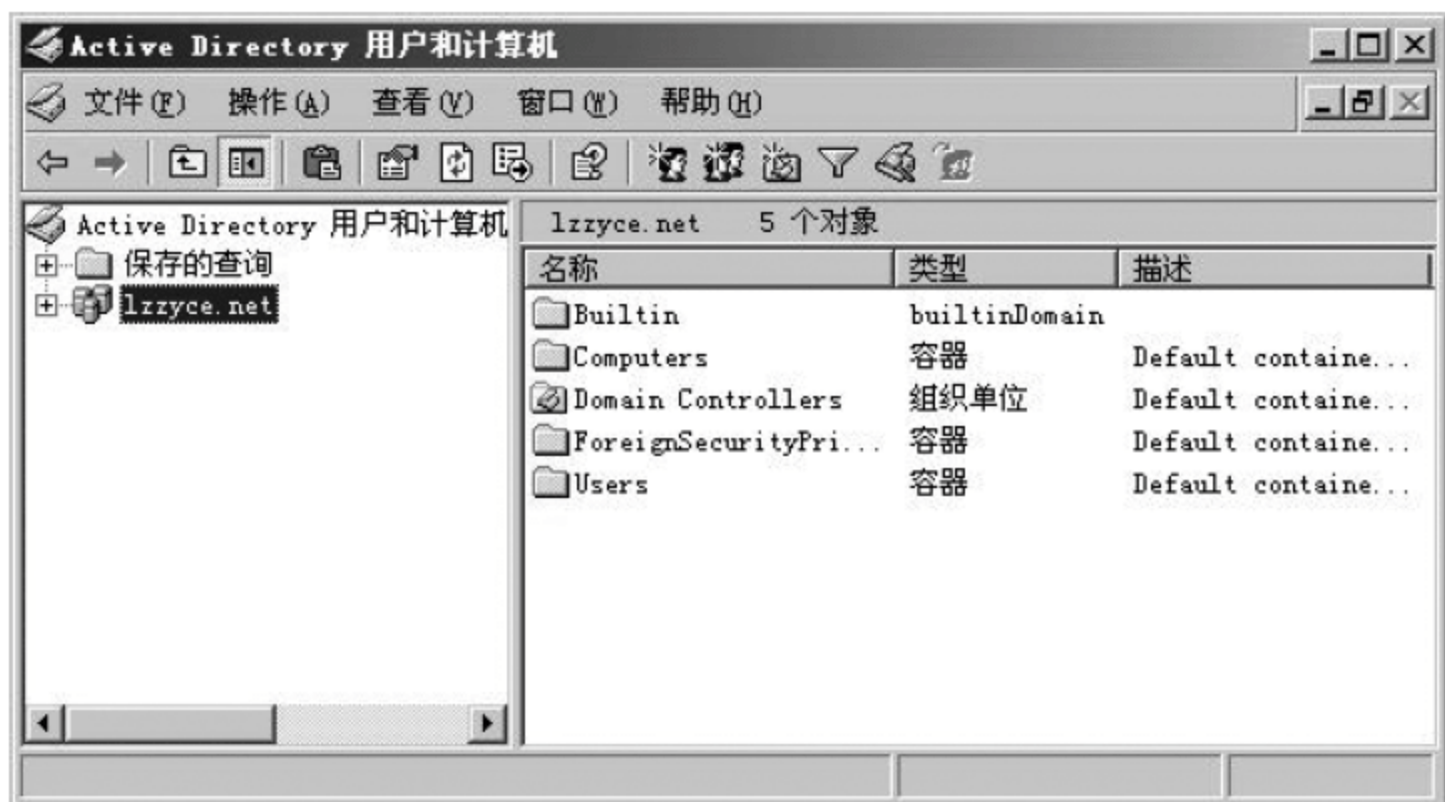 Active Directory 用户和计算机
文件(F) 操作(A) 查看(V) 窗口(W) 帮助(H)
Active Directory 用户和计算机
保存的查询
lzzyce.net
lzzyce.net 5 个对象
名称 类型 描述
Builtin builtinDomain
Computers 容器 Default containe...
Domain Controllers 组织单位 Default containe...
ForeignSecurityPri... 容器 Default containe...
Users 容器 Default containe...